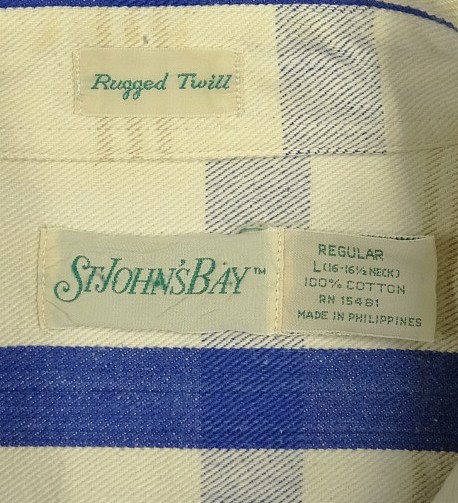 Rugged Twill
ST. JOHN'S BAY™
REGULAR
L (16-16½ NECK)
100% COTTON
RN 15481
MADE IN PHILIPPINES